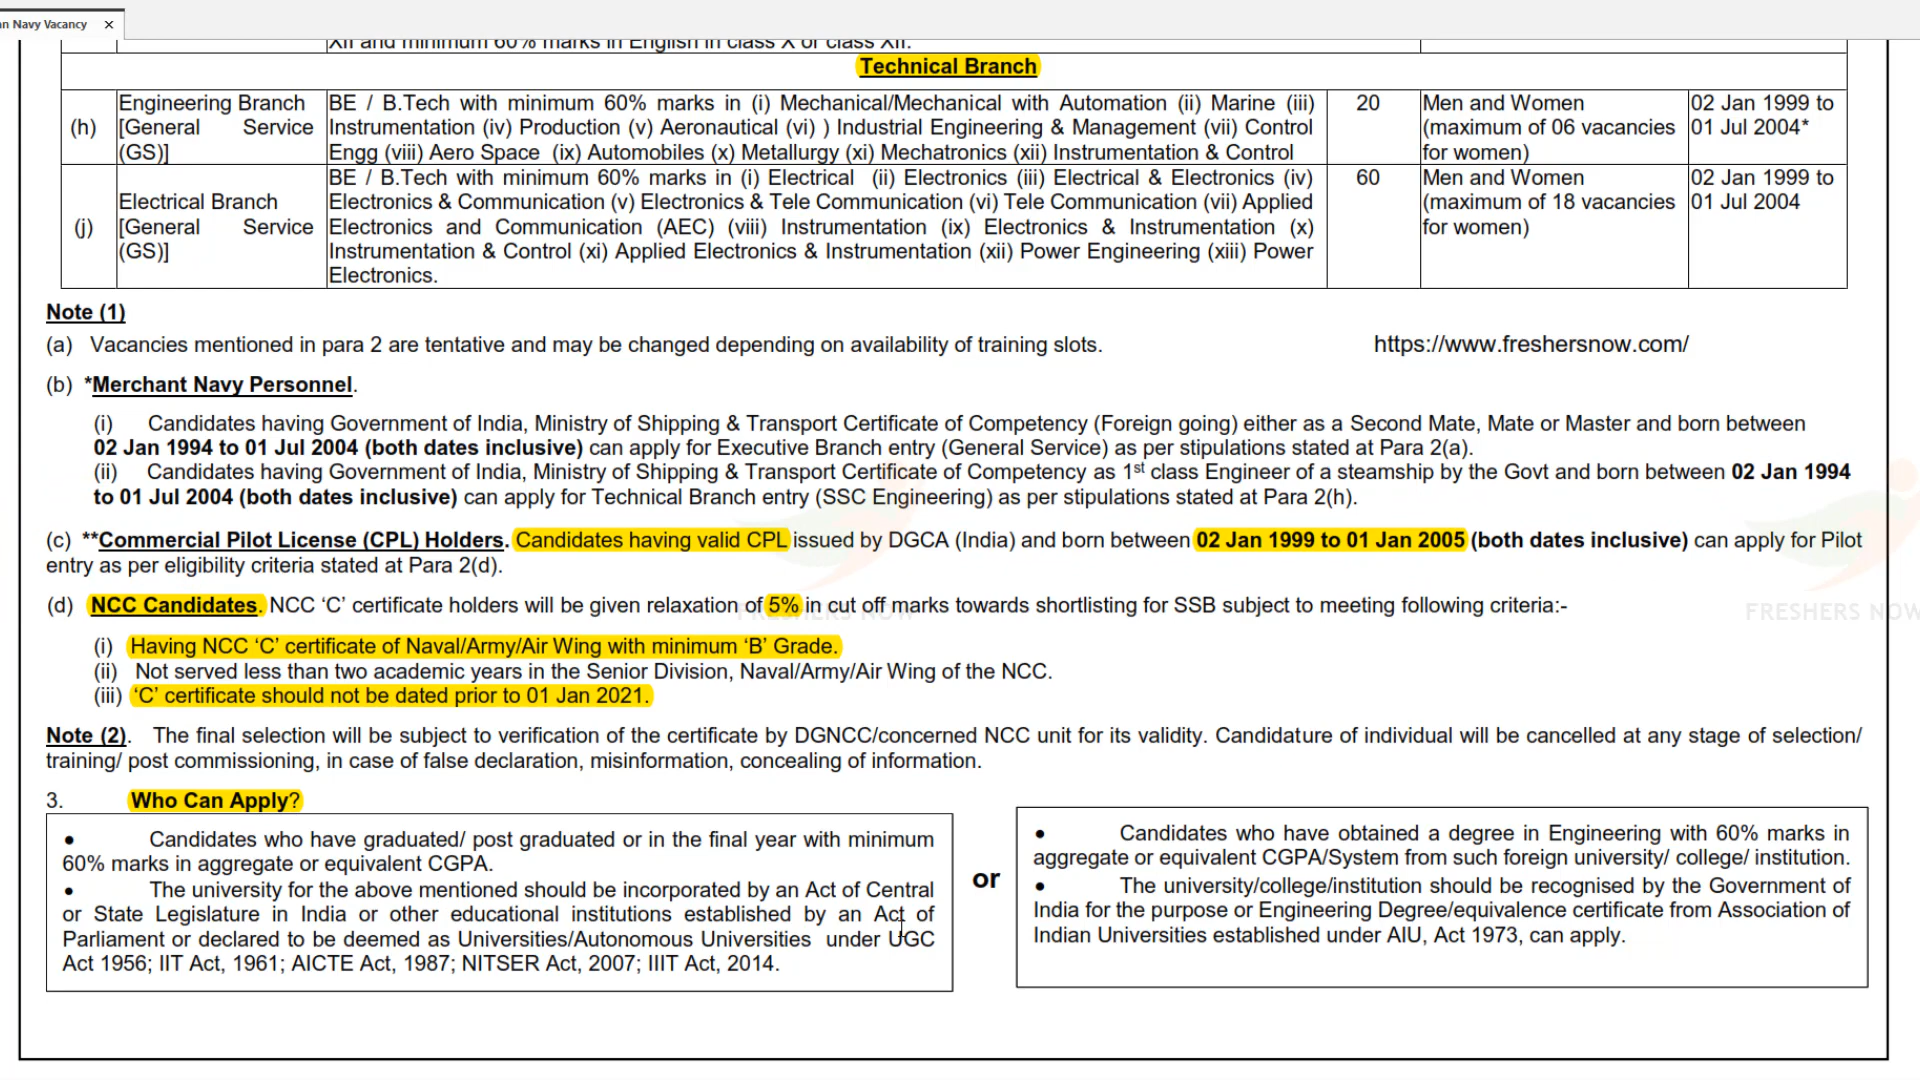 an Navy Vacancy ×
XII and minimum 60% marks in English in class X or class XII.
Technical Branch
(h) Engineering Branch [General Service (GS)]
BE / B.Tech with minimum 60% marks in (i) Mechanical/Mechanical with Automation (ii) Marine (iii)
Instrumentation (iv) Production (v) Aeronautical (vi) ) Industrial Engineering & Management (vii) Control
Engg (viii) Aero Space (ix) Automobiles (x) Metallurgy (xi) Mechatronics (xii) Instrumentation & Control
20
Men and Women
(maximum of 06 vacancies
for women)
02 Jan 1999 to
01 Jul 2004*
(j) Electrical Branch [General Service (GS)]
BE / B.Tech with minimum 60% marks in (i) Electrical (ii) Electronics (iii) Electrical & Electronics (iv)
Electronics & Communication (v) Electronics & Tele Communication (vi) Tele Communication (vii) Applied
Electronics and Communication (AEC) (viii) Instrumentation (ix) Electronics & Instrumentation (x)
Instrumentation & Control (xi) Applied Electronics & Instrumentation (xii) Power Engineering (xiii) Power
Electronics.
60
Men and Women
(maximum of 18 vacancies
for women)
02 Jan 1999 to
01 Jul 2004
Note (1)
(a) Vacancies mentioned in para 2 are tentative and may be changed depending on availability of training slots.
https://www.freshersnow.com/
(b) *Merchant Navy Personnel.
(i) Candidates having Government of India, Ministry of Shipping & Transport Certificate of Competency (Foreign going) either as a Second Mate, Mate or Master and born between
02 Jan 1994 to 01 Jul 2004 (both dates inclusive) can apply for Executive Branch entry (General Service) as per stipulations stated at Para 2(a).
(ii) Candidates having Government of India, Ministry of Shipping & Transport Certificate of Competency as 1st class Engineer of a steamship by the Govt and born between 02 Jan 1994
to 01 Jul 2004 (both dates inclusive) can apply for Technical Branch entry (SSC Engineering) as per stipulations stated at Para 2(h).
(c) **Commercial Pilot License (CPL) Holders. Candidates having valid CPL issued by DGCA (India) and born between 02 Jan 1999 to 01 Jan 2005 (both dates inclusive) can apply for Pilot
entry as per eligibility criteria stated at Para 2(d).
(d) NCC Candidates. NCC ‘C’ certificate holders will be given relaxation of 5% in cut off marks towards shortlisting for SSB subject to meeting following criteria:-
FRESHERS NOW
FRESHERS NOW
(i) Having NCC ‘C’ certificate of Naval/Army/Air Wing with minimum ‘B’ Grade.
(ii) Not served less than two academic years in the Senior Division, Naval/Army/Air Wing of the NCC.
(iii) ‘C’ certificate should not be dated prior to 01 Jan 2021.
Note (2). The final selection will be subject to verification of the certificate by DGNCC/concerned NCC unit for its validity. Candidature of individual will be cancelled at any stage of selection/
training/ post commissioning, in case of false declaration, misinformation, concealing of information.
3. Who Can Apply?
• Candidates who have graduated/ post graduated or in the final year with minimum
60% marks in aggregate or equivalent CGPA.
• The university for the above mentioned should be incorporated by an Act of Central
or State Legislature in India or other educational institutions established by an Act of
Parliament or declared to be deemed as Universities/Autonomous Universities under UGC
Act 1956; IIT Act, 1961; AICTE Act, 1987; NITSER Act, 2007; IIIT Act, 2014.
or
• Candidates who have obtained a degree in Engineering with 60% marks in
aggregate or equivalent CGPA/System from such foreign university/ college/ institution.
• The university/college/institution should be recognised by the Government of
India for the purpose or Engineering Degree/equivalence certificate from Association of
Indian Universities established under AIU, Act 1973, can apply.